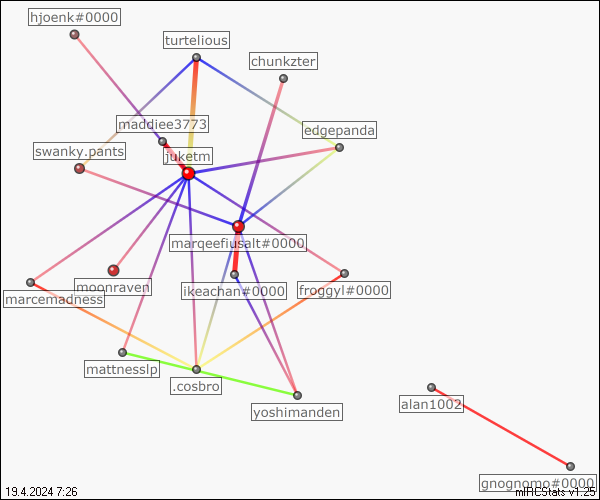 hjoenk#0000
turtelious
chunkzter
maddiee3773
edgepanda
swanky.pants
juketm
marqeefiusalt#0000
moonraven
ikeachan#0000
froggyl#0000
marcemadness
mattnesslp
.cosbro
alan1002
yoshimanden
gnognomo#0000
19.4.2024 7:26
mIRCStats v1.25